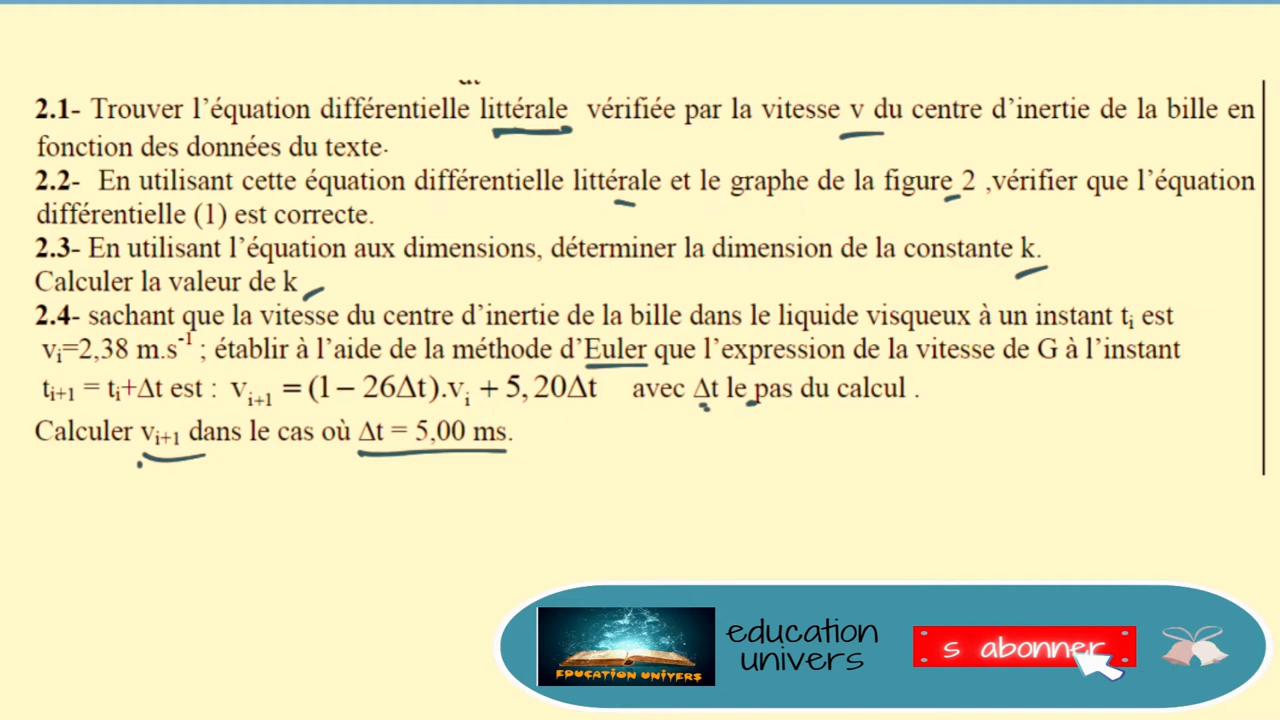 2.1- Trouver l'équation différentielle littérale vérifiée par la vitesse v du centre d'inertie de la bille en
fonction des données du texte.
2.2- En utilisant cette équation différentielle littérale et le graphe de la figure 2 ,vérifier que l'équation
différentielle (1) est correcte.
2.3- En utilisant l'équation aux dimensions, déterminer la dimension de la constante k.
Calculer la valeur de k
2.4- sachant que la vitesse du centre d'inertie de la bille dans le liquide visqueux à un instant tᵢ est
vᵢ=2,38 m.s⁻¹ ; établir à l'aide de la méthode d'Euler que l'expression de la vitesse de G à l'instant
tᵢ₊₁ = tᵢ+Δt est : vᵢ₊₁ = (1− 26Δt).vᵢ + 5,20Δt avec Δt le pas du calcul .
Calculer vᵢ₊₁ dans le cas où Δt = 5,00 ms.
education
univers
EDUCATION UNIVERS
s abonner